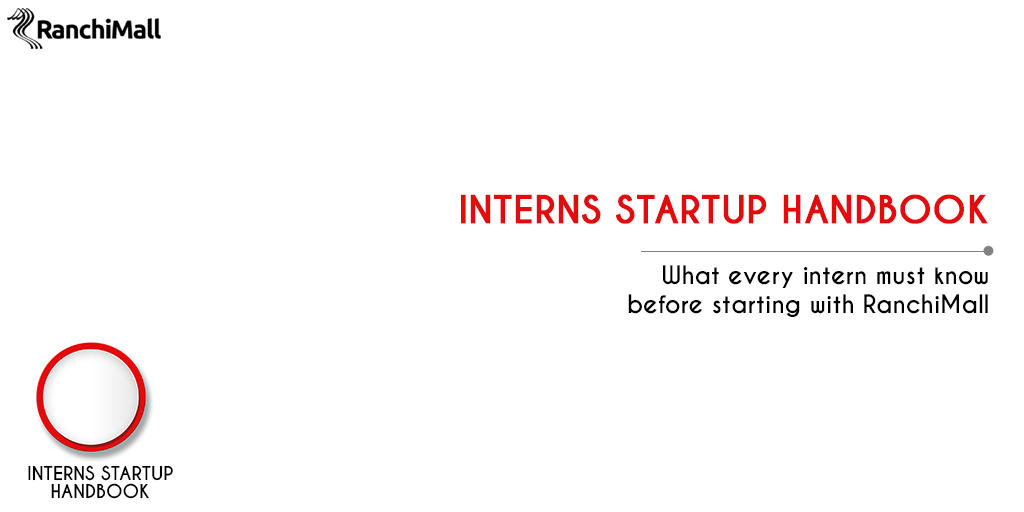 RanchiMall
INTERNS STARTUP HANDBOOK
What every intern must know
before starting with RanchiMall
INTERNS STARTUP
HANDBOOK